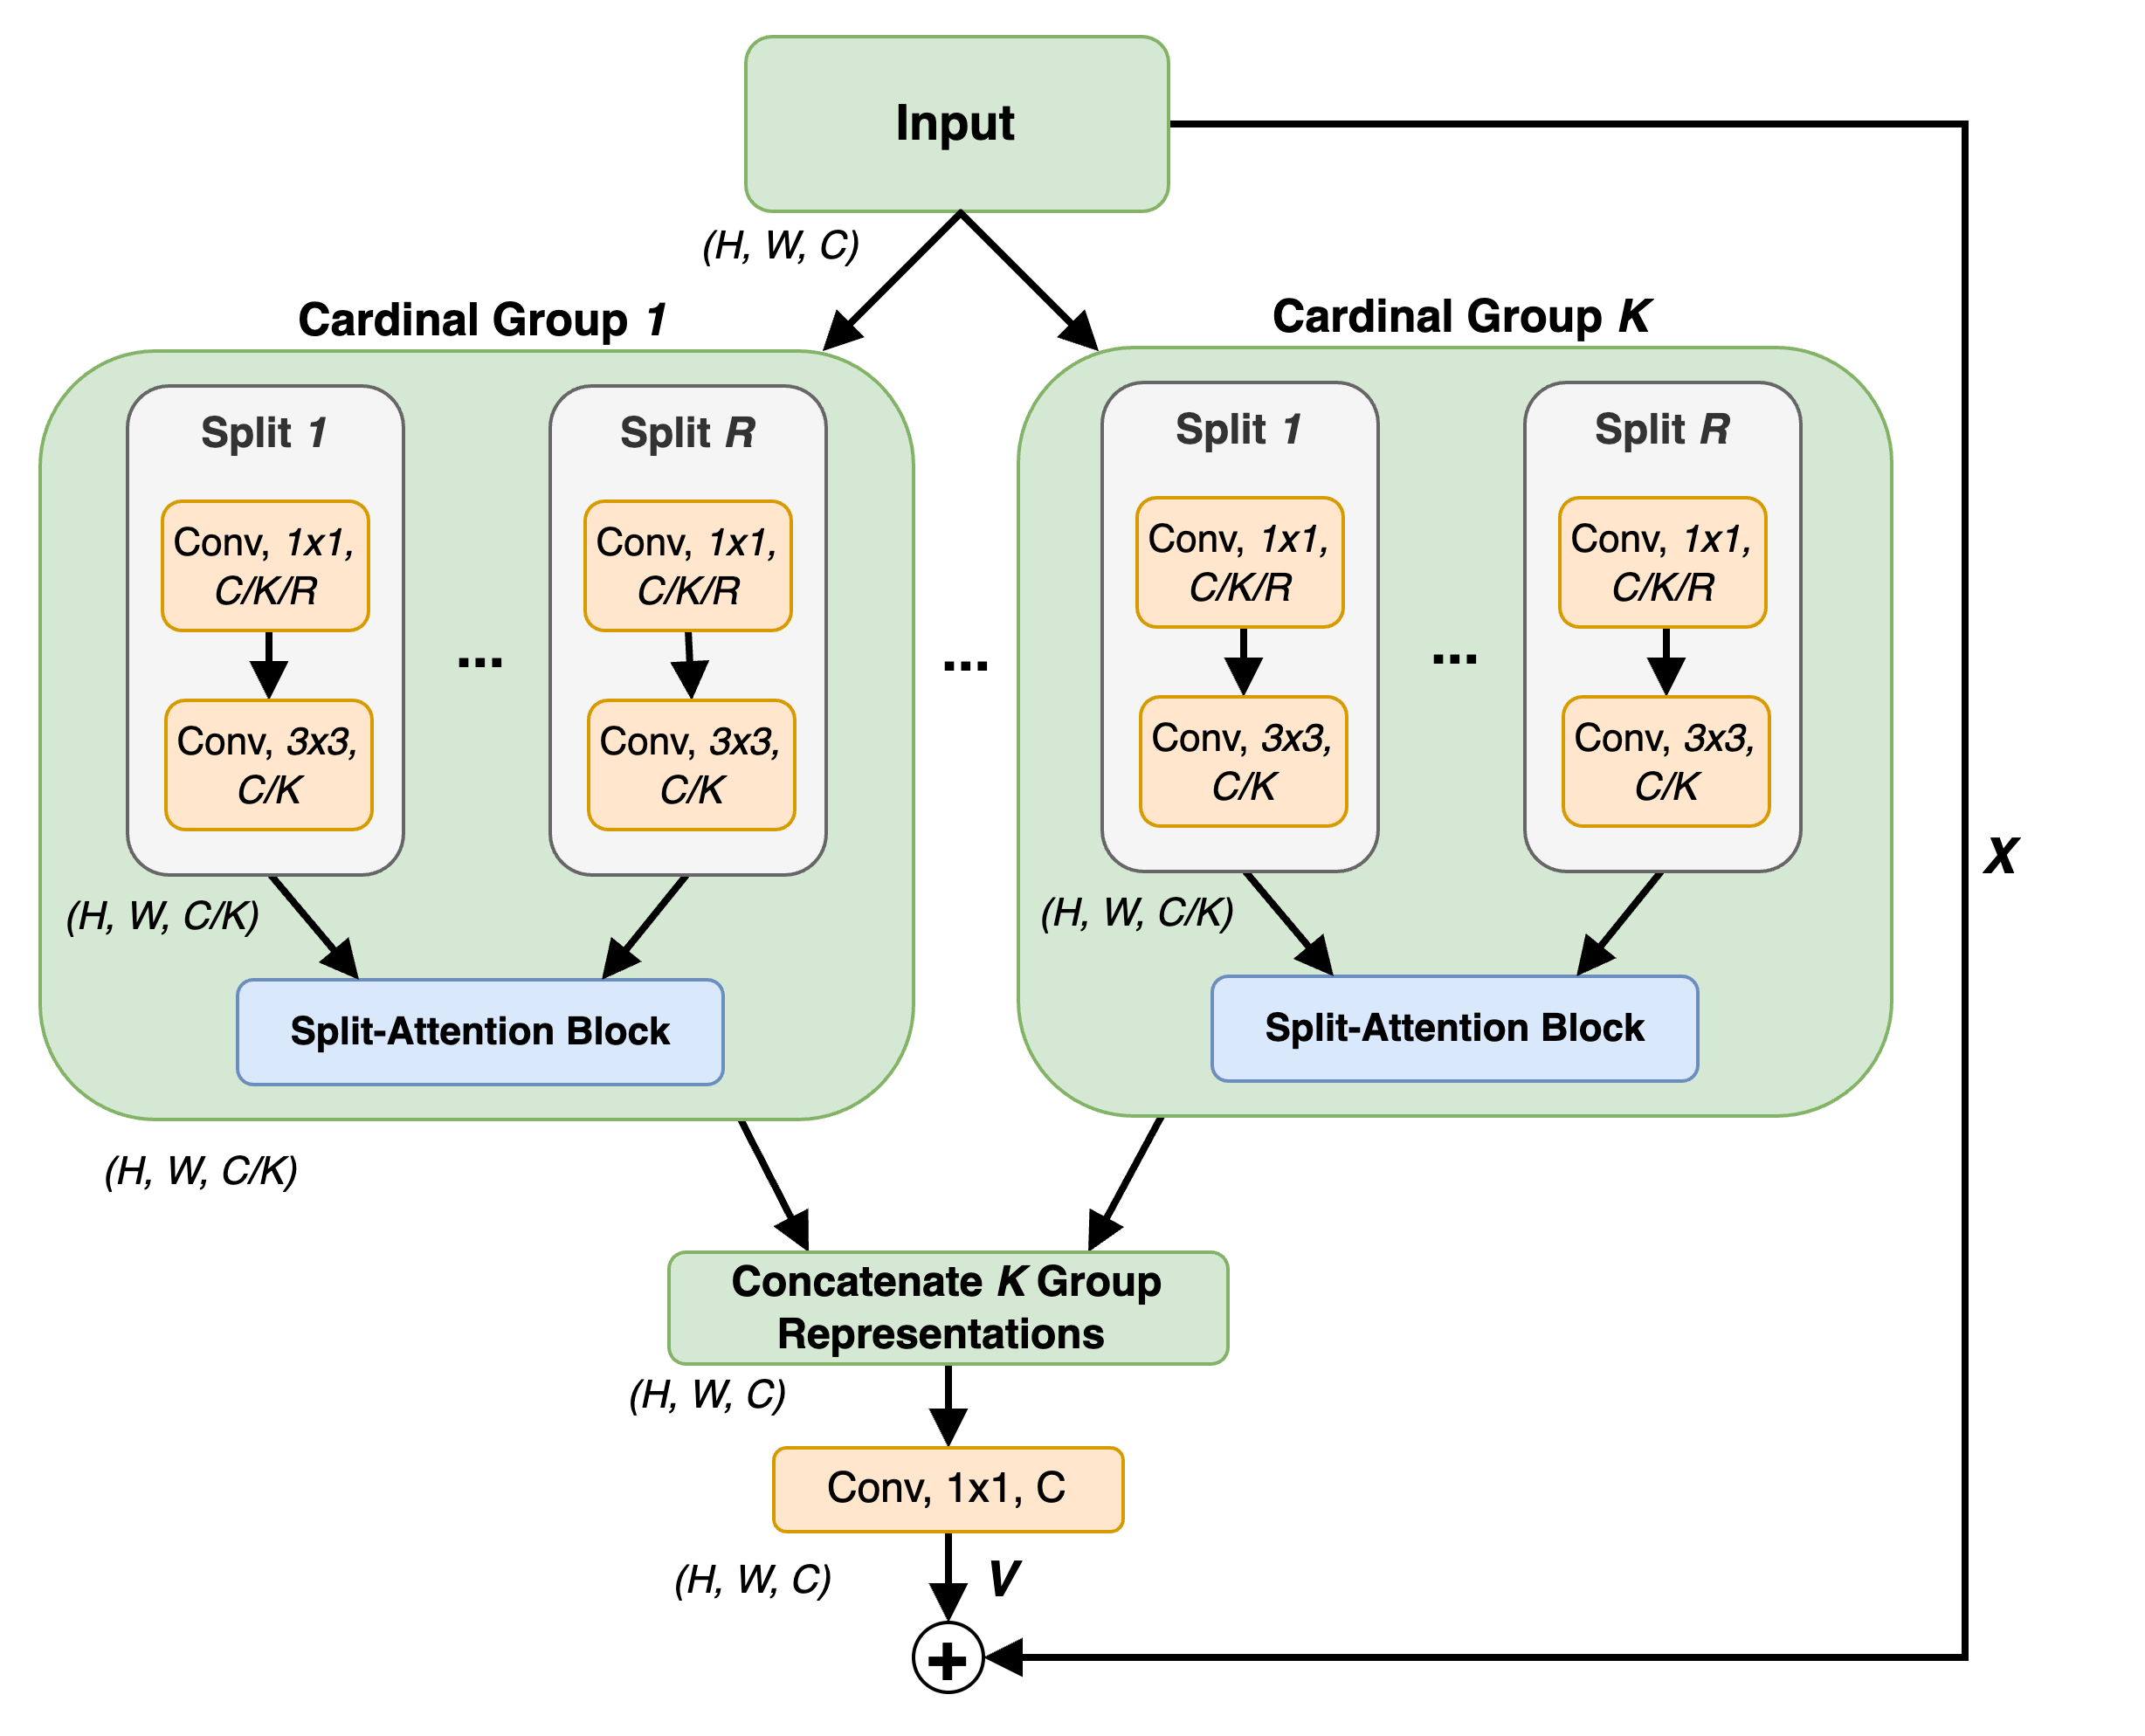 Input
(H, W, C)
Cardinal Group 1
Cardinal Group K
Split 1
Split R
Split 1
Split R
Conv, 1x1,
C/K/R
Conv, 1x1,
C/K/R
Conv, 1x1,
C/K/R
Conv, 1x1,
C/K/R
...
...
...
Conv, 3x3,
C/K
Conv, 3x3,
C/K
Conv, 3x3,
C/K
Conv, 3x3,
C/K
X
(H, W, C/K)
(H, W, C/K)
Split-Attention Block
Split-Attention Block
(H, W, C/K)
Concatenate K Group
Representations
(H, W, C)
Conv, 1x1, C
(H, W, C)
V
+